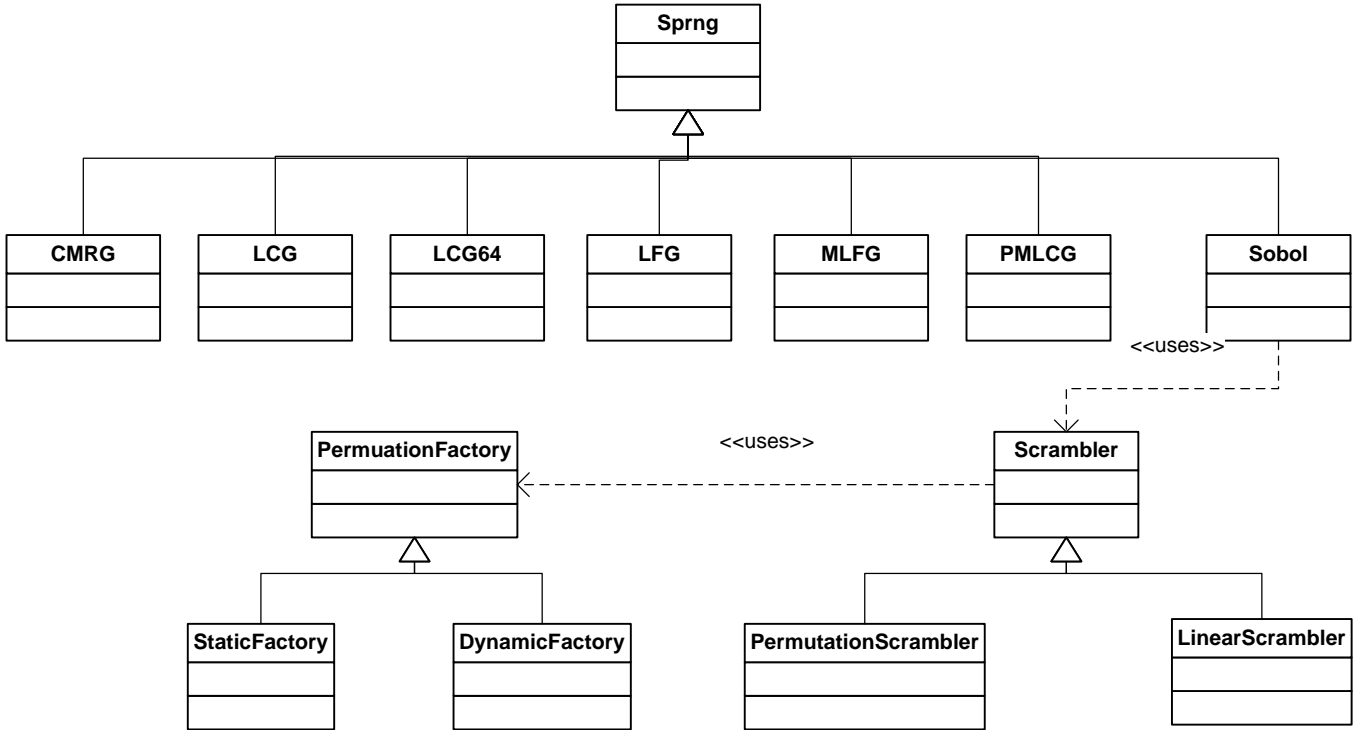 Sprng
CMRG
LCG
LCG64
LFG
MLFG
PMLCG
Sobol
<<uses>>
PermuationFactory
<<uses>>
Scrambler
StaticFactory
DynamicFactory
PermutationScrambler
LinearScrambler